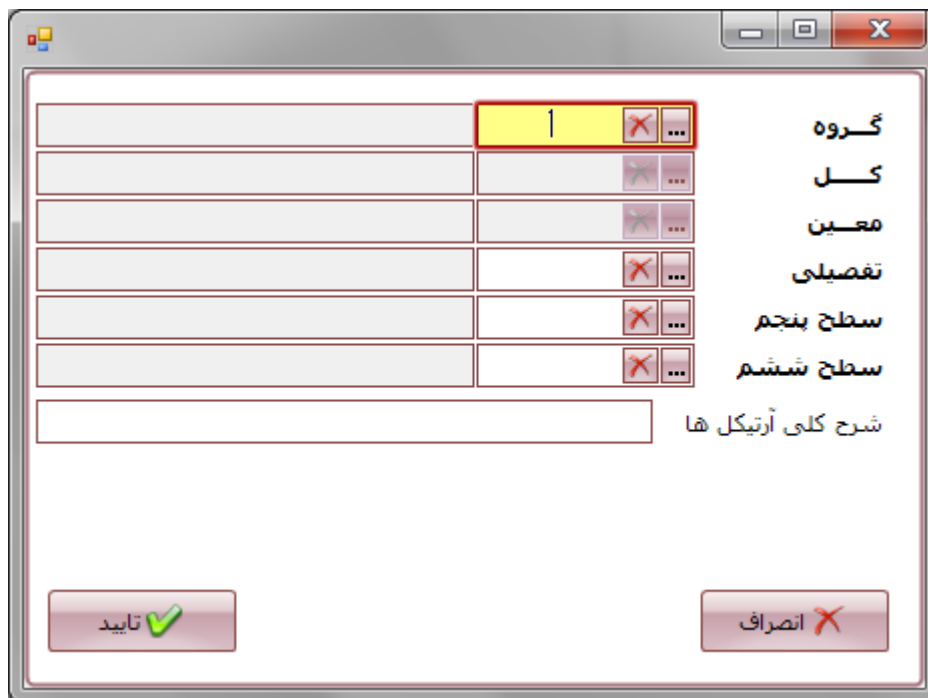 گـــروه 1 ...
کـــــل ...
معـــین ...
تفصیلی ...
سطح پنجم ...
سطح ششم ...
شرح کلی آرتیکل ها
انصراف
تایید